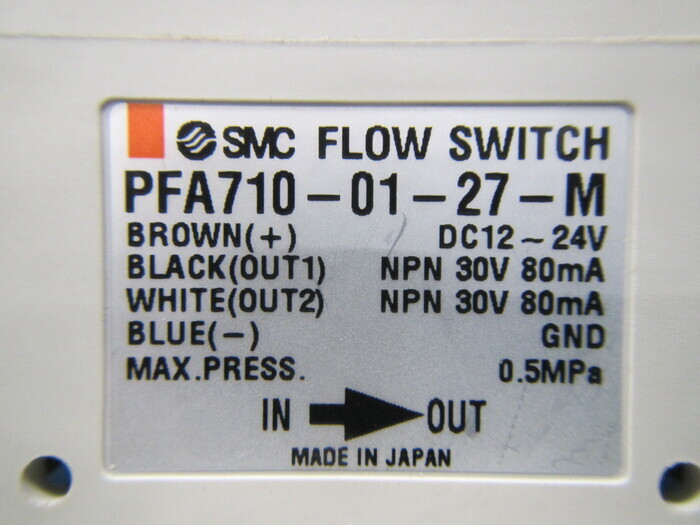 SMC FLOW SWITCH
PFA710-01-27-M
BROWN(+) DC12~24V
BLACK(OUT1) NPN 30V 80mA
WHITE(OUT2) NPN 30V 80mA
BLUE(-) GND
MAX.PRESS. 0.5MPa
IN OUT
MADE IN JAPAN